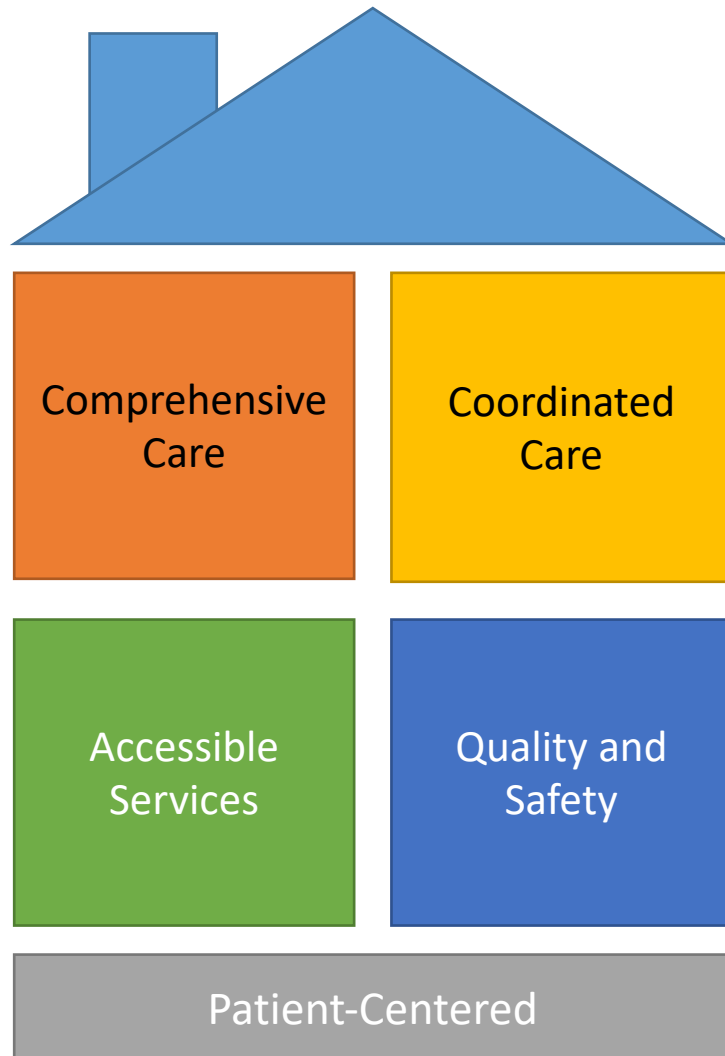 Comprehensive
Care
Coordinated
Care
Accessible
Services
Quality and
Safety
Patient-Centered